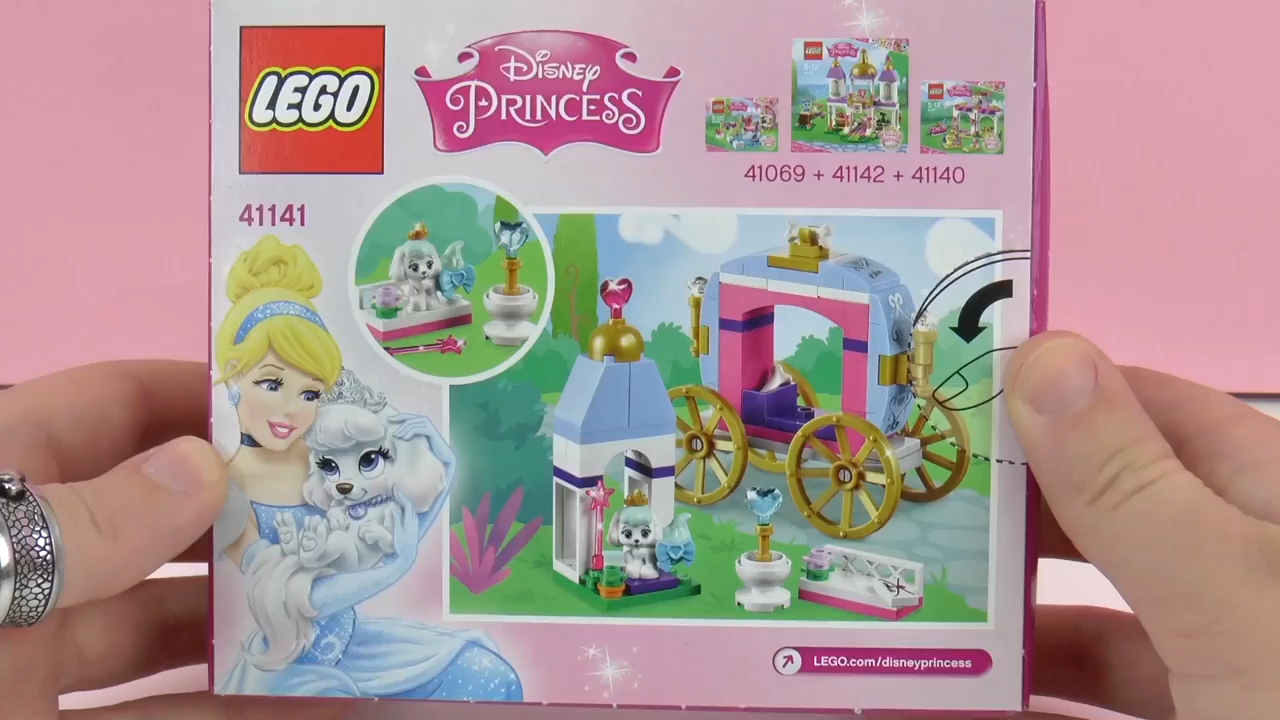 LEGO
DISNEY
PRINCESS
41069 + 41142 + 41140
41141
LEGO.com/disneyprincess